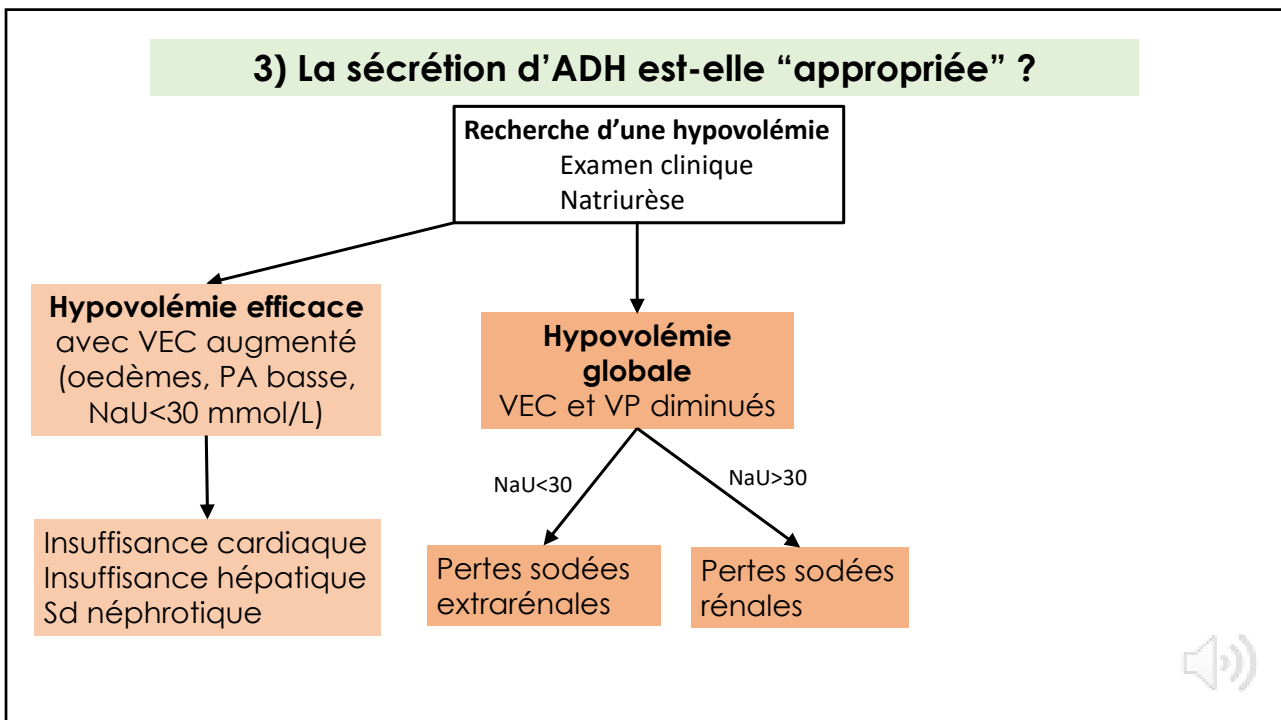 3) La sécrétion d’ADH est-elle “appropriée” ?
Recherche d’une hypovolémie
Examen clinique
Natriurèse
Hypovolémie efficace
avec VEC augmenté
(oedèmes, PA basse,
NaU<30 mmol/L)
Hypovolémie
globale
VEC et VP diminués
NaU<30
NaU>30
Insuffisance cardiaque
Insuffisance hépatique
Sd néphrotique
Pertes sodées
extrarénales
Pertes sodées
rénales